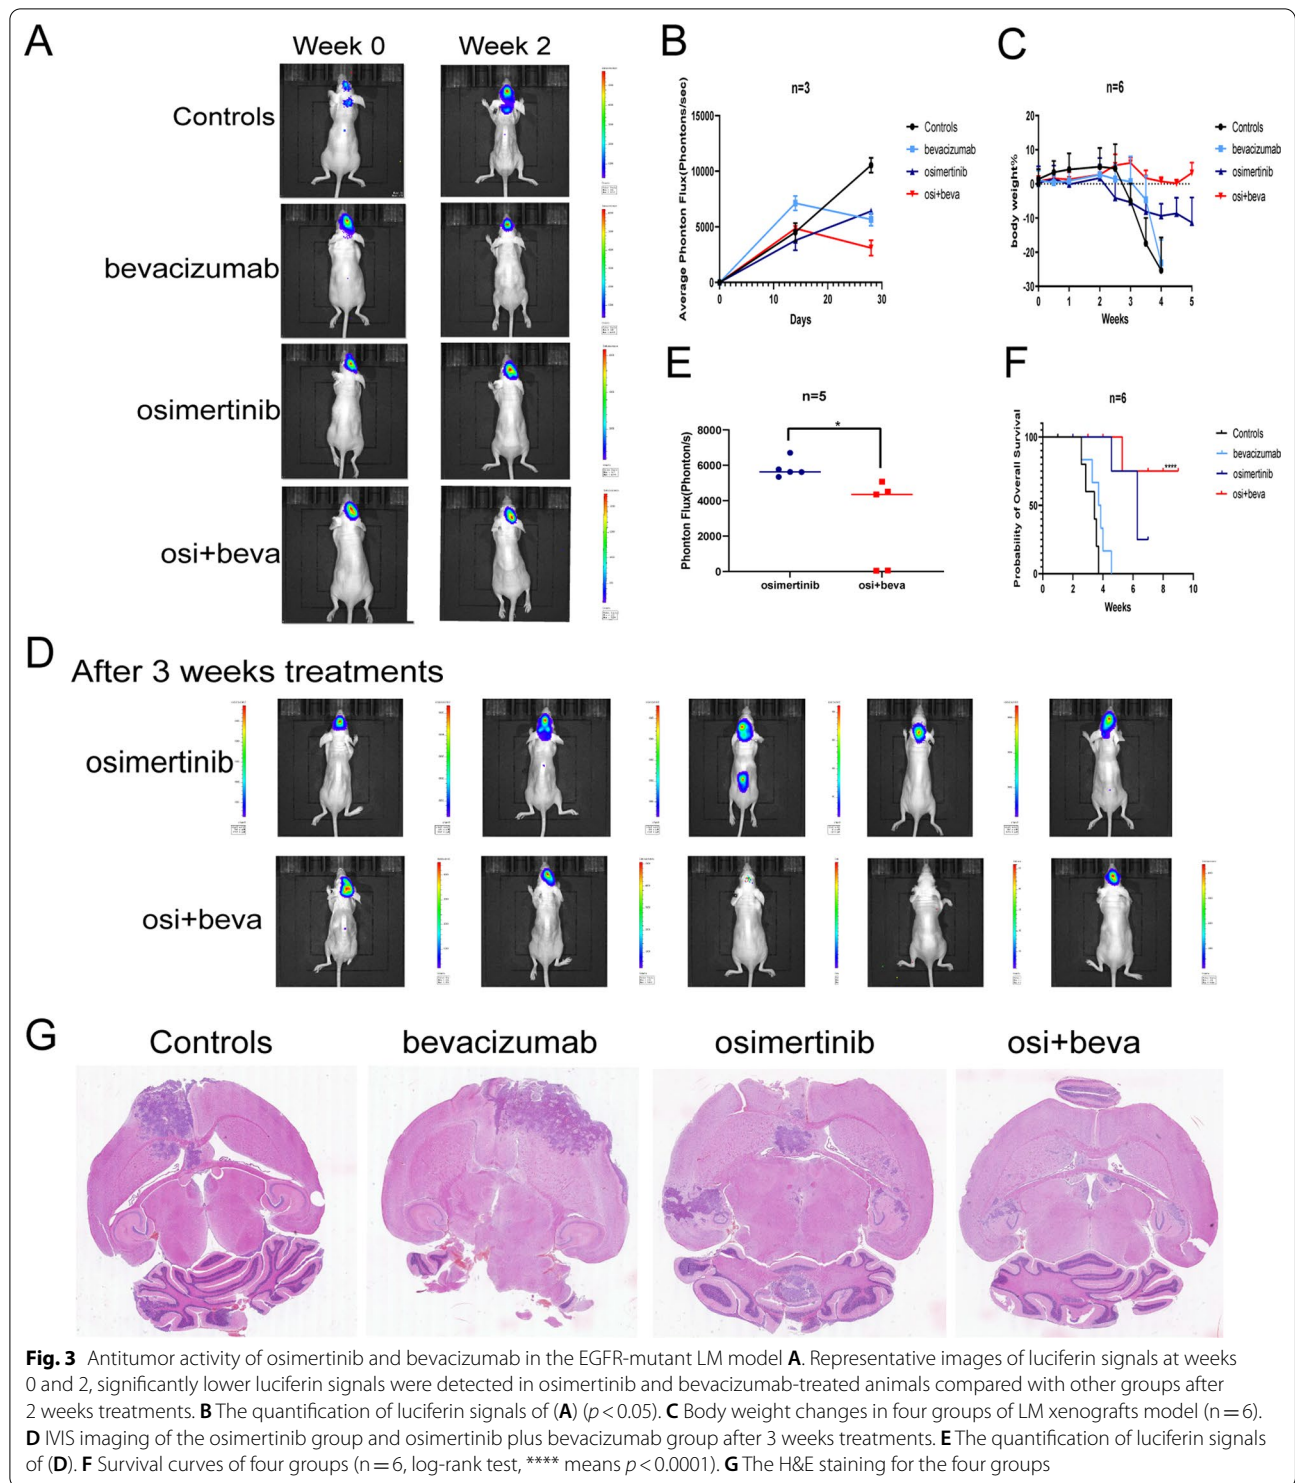 A
Week 0
Week 2
Controls
bevacizumab
osimertinib
osi+beva
B
n=3
Average Phonton Flux(Phontons/sec)
15000
10000
5000
0
0
10
20
30
Days
Controls
bevacizumab
osimertinib
osi+beva
C
n=6
body weight%
20
10
0
-10
-20
-30
0
1
2
3
4
5
Weeks
Controls
bevacizumab
osimertinib
osi+beva
E
n=5
Phonton Flux(Phonton/s)
8000
6000
4000
2000
0
*
osimertinib
osi+beva
F
n=6
Probability of Overall Survival
100
50
0
0
2
4
6
8
10
Weeks
****
Controls
bevacizumab
osimertinib
osi+beva
D
After 3 weeks treatments
osimertinib
osi+beva
G
Controls
bevacizumab
osimertinib
osi+beva
Fig. 3 Antitumor activity of osimertinib and bevacizumab in the EGFR-mutant LM model A. Representative images of luciferin signals at weeks
0 and 2, significantly lower luciferin signals were detected in osimertinib and bevacizumab-treated animals compared with other groups after
2 weeks treatments. B The quantification of luciferin signals of (A) (p < 0.05). C Body weight changes in four groups of LM xenografts model (n = 6).
D IVIS imaging of the osimertinib group and osimertinib plus bevacizumab group after 3 weeks treatments. E The quantification of luciferin signals
of (D). F Survival curves of four groups (n = 6, log-rank test, **** means p < 0.0001). G The H&E staining for the four groups